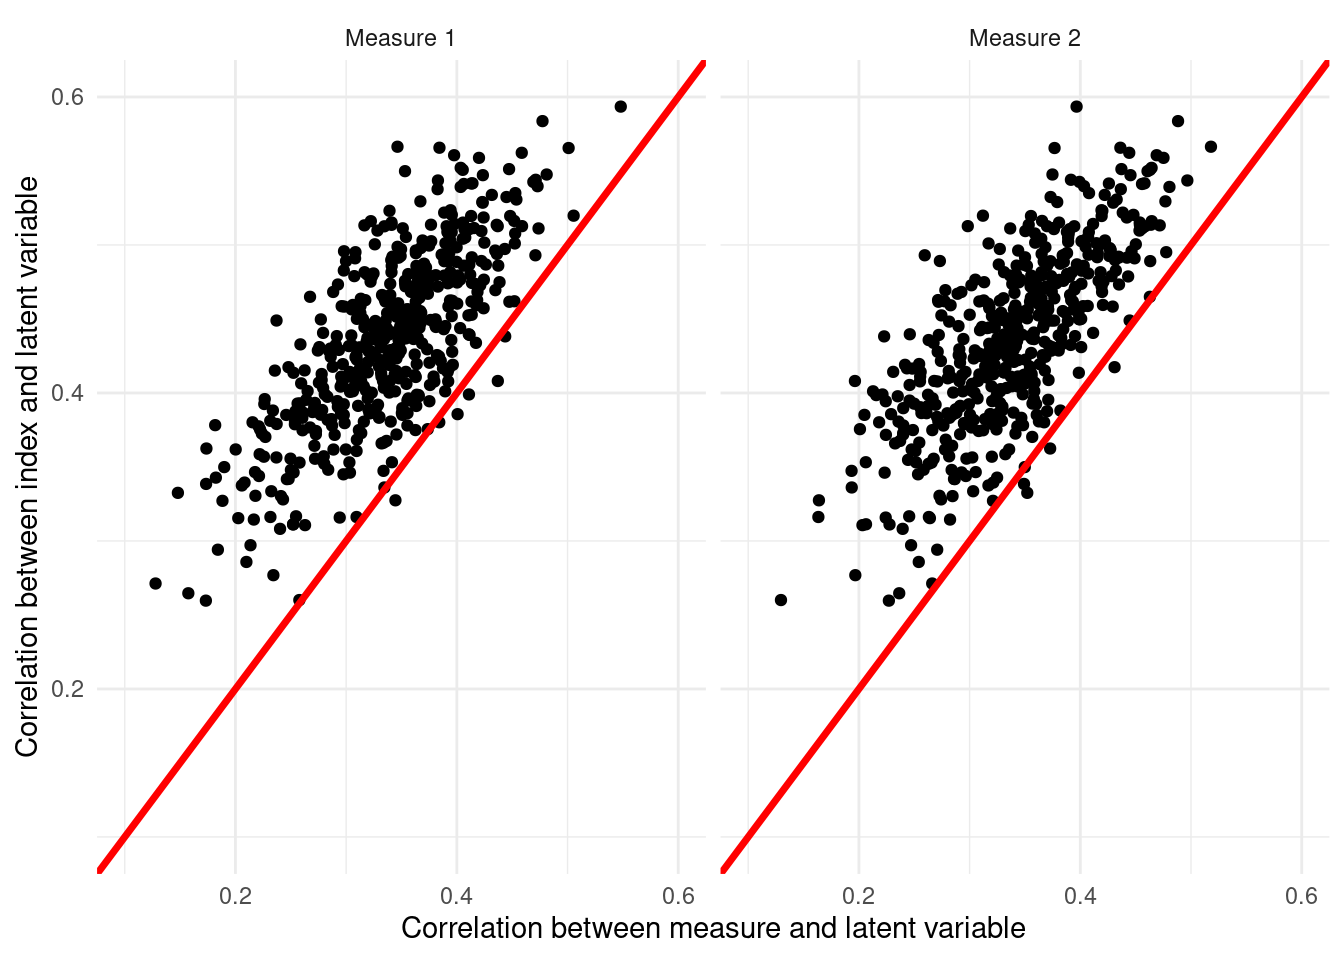 Measure 1
Measure 2
0.6
0.4
0.2
Correlation between index and latent variable
0.2
0.4
0.6
0.2
0.4
0.6
Correlation between measure and latent variable